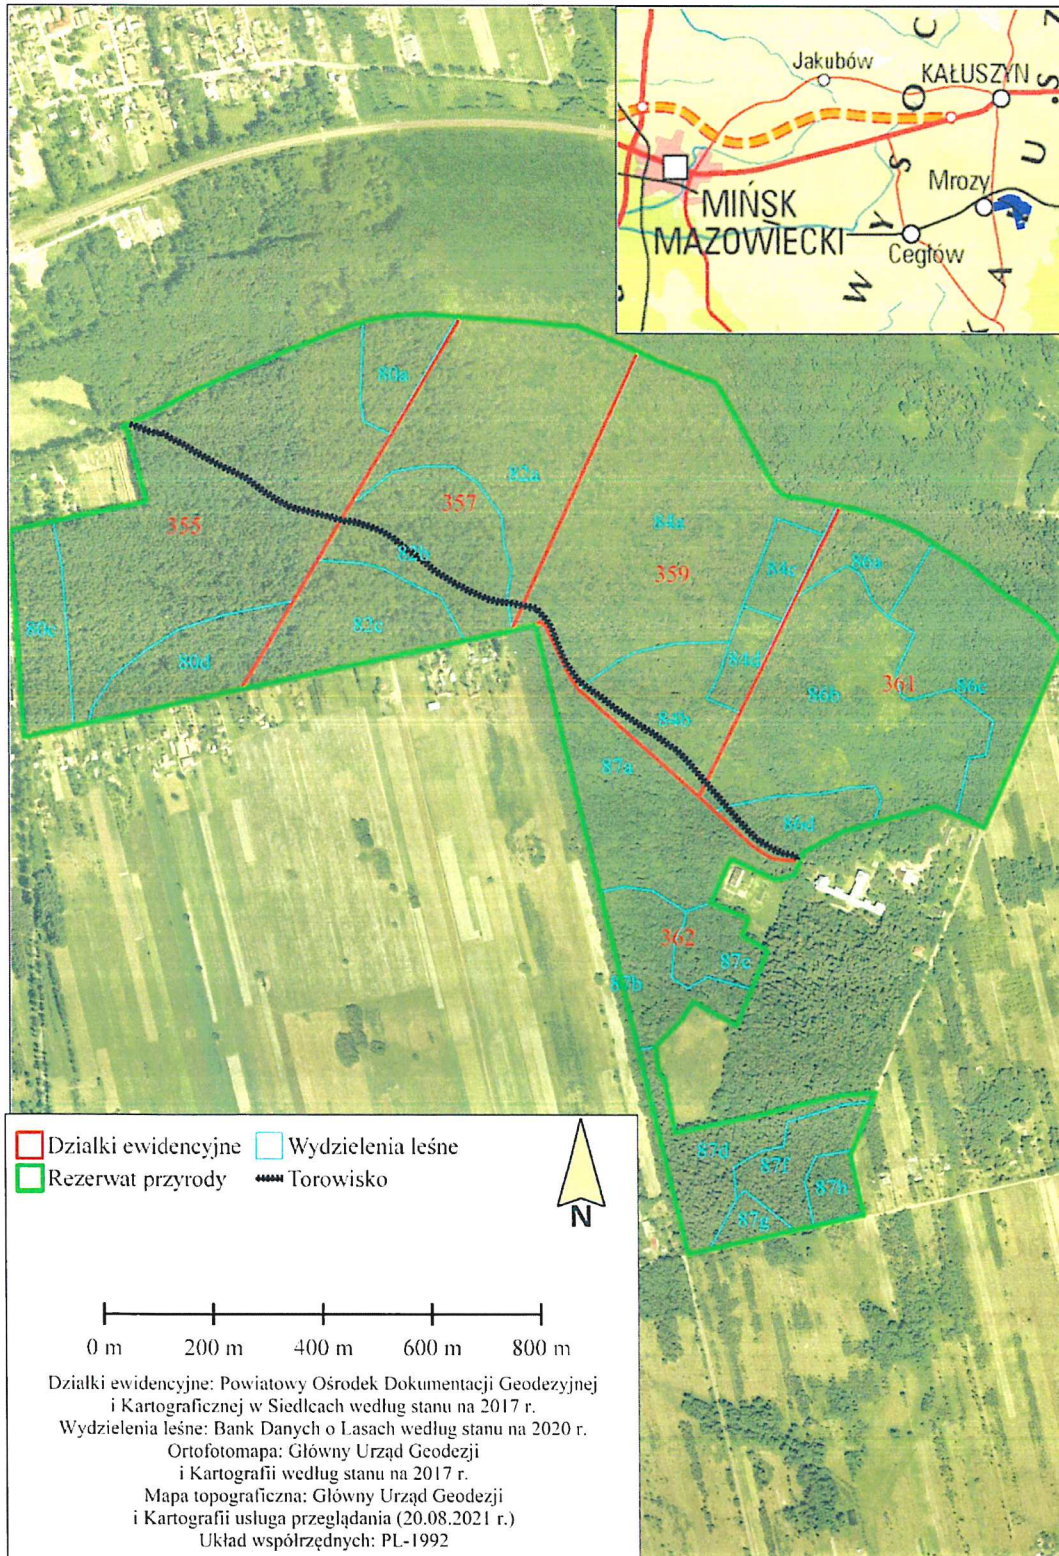 Jakubów
KAŁUSZYN
MIŃSK
MAZOWIECKI
Mrozy
Cegłów
W Y S O C
K A U S Z
80a
82a
357
355
82b
82c
80c
80d
84a
359
84c
84d
84b
86a
86b
361
86c
86d
87a
362
87c
87b
87d
87f
87h
87g
Działki ewidencyjne
Wydzielenia leśne
Rezerwat przyrody
Torowisko
N
0 m 200 m 400 m 600 m 800 m
Działki ewidencyjne: Powiatowy Ośrodek Dokumentacji Geodezyjnej
i Kartograficznej w Siedlcach według stanu na 2017 r.
Wydzielenia leśne: Bank Danych o Lasach według stanu na 2020 r.
Ortofotomapa: Główny Urząd Geodezji
i Kartografii według stanu na 2017 r.
Mapa topograficzna: Główny Urząd Geodezji
i Kartografii usługa przeglądania (20.08.2021 r.)
Układ współrzędnych: PL-1992